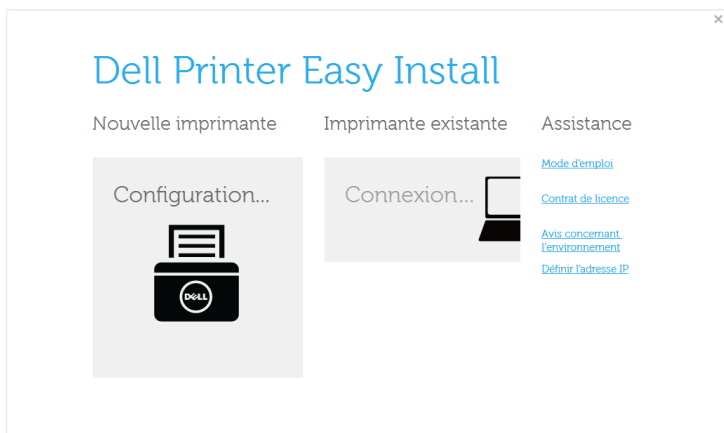 Dell Printer Easy Install
Nouvelle imprimante
Configuration...
DELL
Imprimante existante
Connexion...
Assistance
Mode d'emploi
Contrat de licence
Avis concernant
l'environnement
Définir l'adresse IP